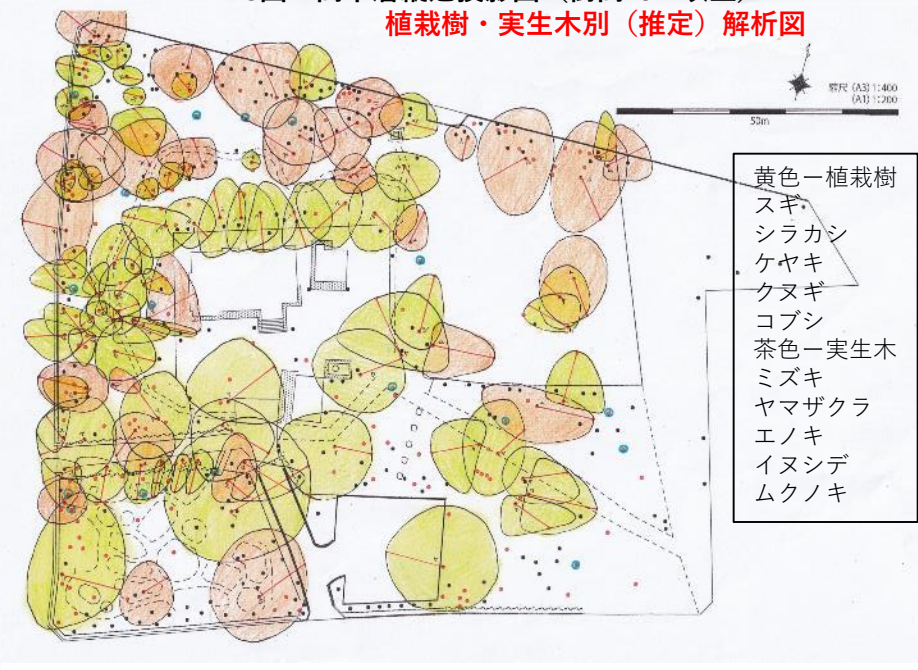 植栽樹・実生木別（推定）解析図
縮尺 (A3) 1:400
(A1) 1:200
50m
黄色ー植栽樹
スギ
シラカシ
ケヤキ
クヌギ
コブシ
茶色ー実生木
ミズキ
ヤマザクラ
エノキ
イヌシデ
ムクノキ